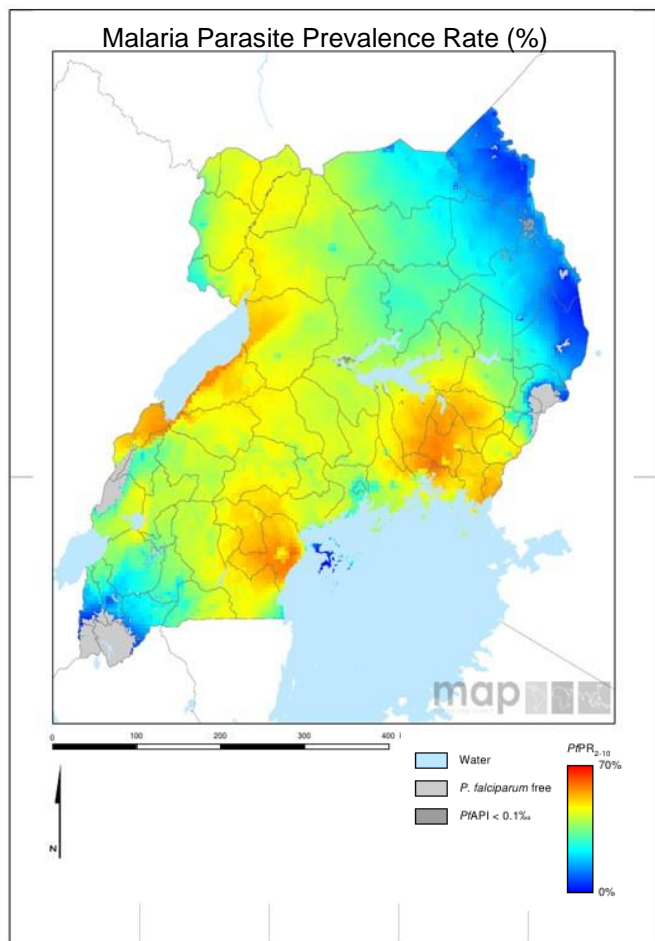 Malaria Parasite Prevalence Rate (%)
map
0 100 200 300 400
Water
P. falciparum free
PfAPI < 0.1‰
PfPR2-10
70%
0%
N